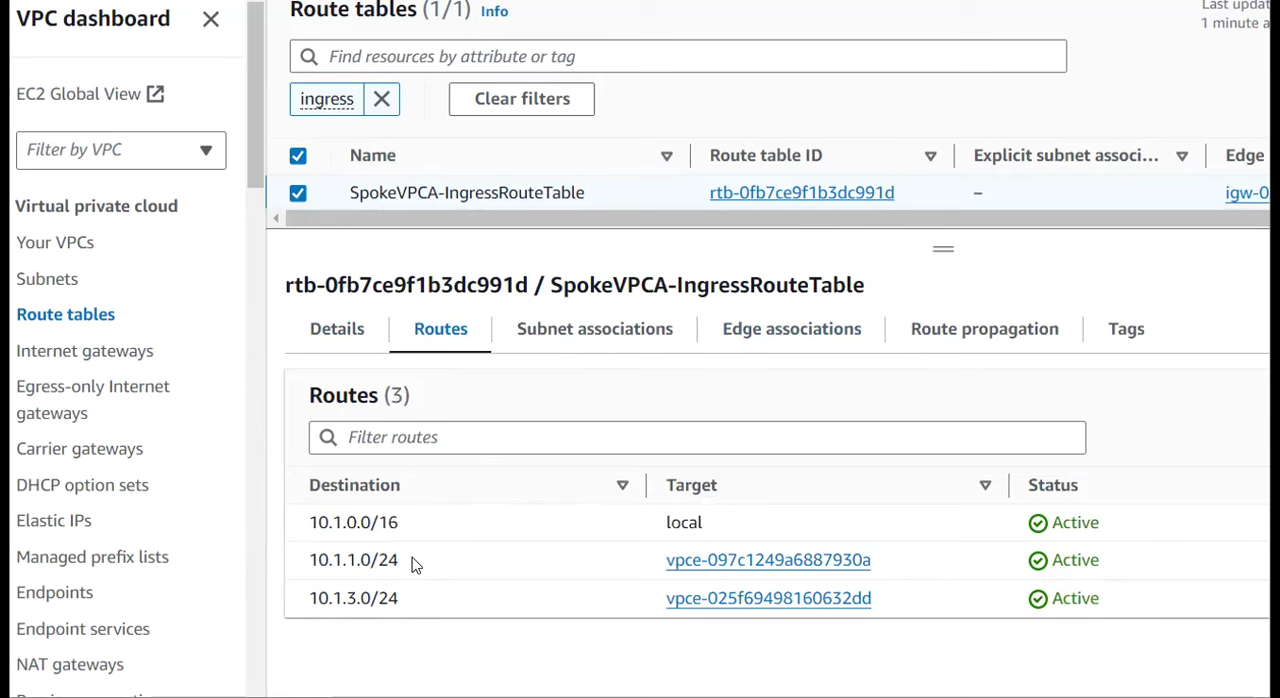 VPC dashboard
EC2 Global View
Filter by VPC
Virtual private cloud
Your VPCs
Subnets
Route tables
Internet gateways
Egress-only Internet
gateways
Carrier gateways
DHCP option sets
Elastic IPs
Managed prefix lists
Endpoints
Endpoint services
NAT gateways
Route tables (1/1) Info
1 minute
Find resources by attribute or tag
ingress
Clear filters
Name Route table ID Explicit subnet associ... Edge
SpokeVPCA-IngressRouteTable rtb-0fb7ce9f1b3dc991d – igw-0
rtb-0fb7ce9f1b3dc991d / SpokeVPCA-IngressRouteTable
Details Routes Subnet associations Edge associations Route propagation Tags
Routes (3)
Filter routes
Destination Target Status
10.1.0.0/16 local Active
10.1.1.0/24 vpce-097c1249a6887930a Active
10.1.3.0/24 vpce-025f69498160632dd Active